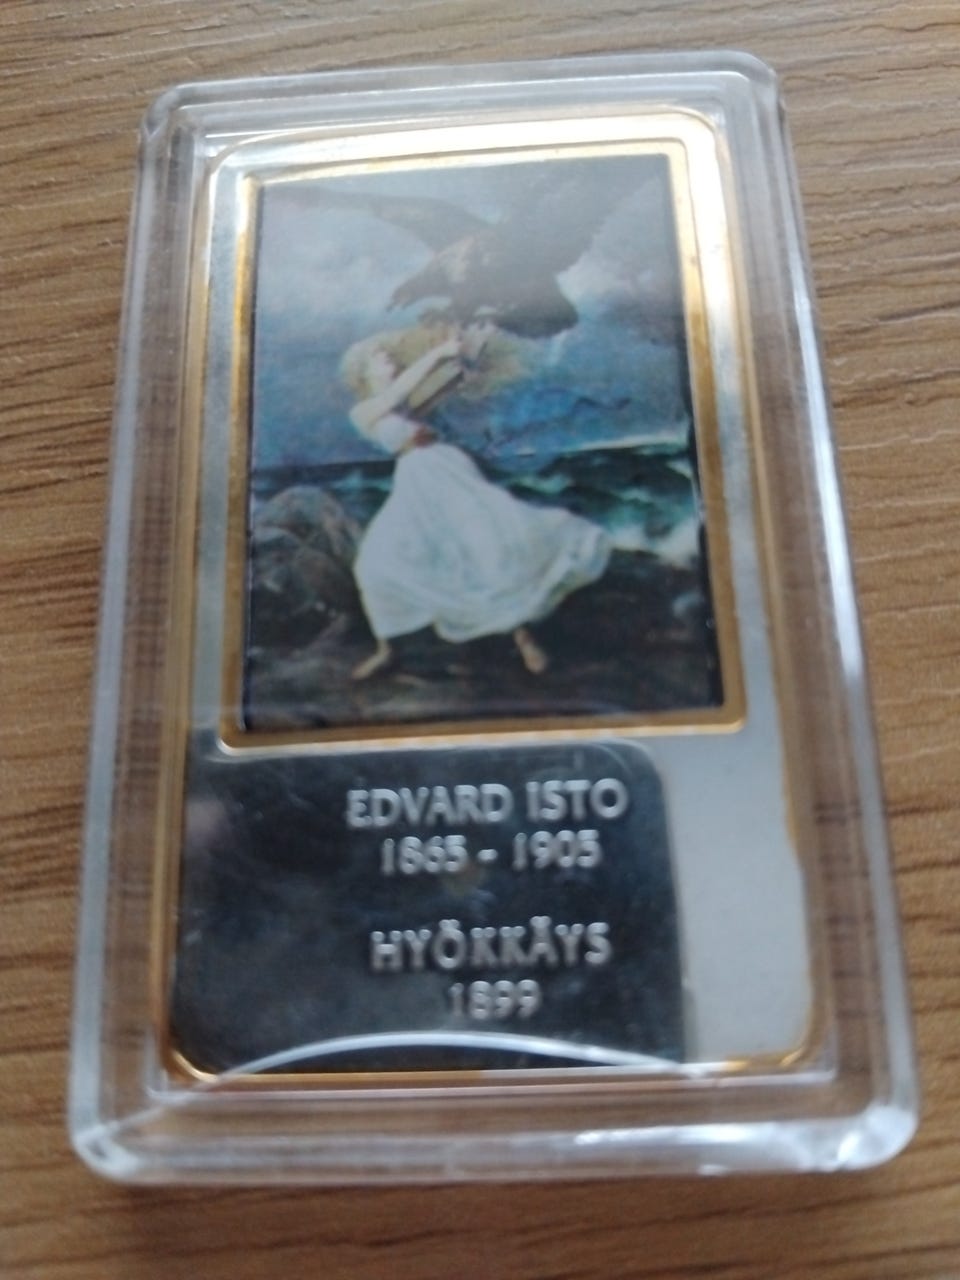 EDVARD ISTO
1865 - 1905
HYÖKKÄYS
1899